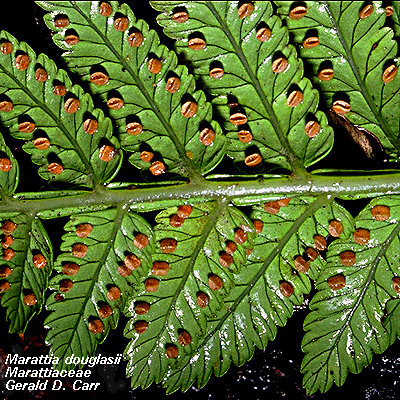 Marattia douglasii
Marattiaceae
Gerald D. Carr